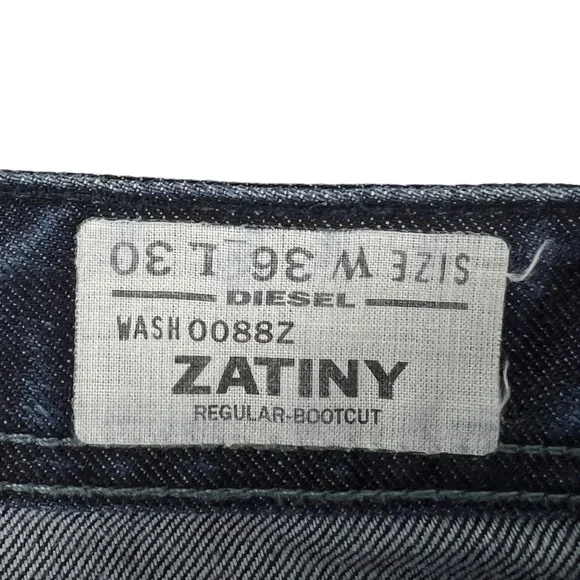 SIZE W 36 L 30
DIESEL
WASH 0088Z
ZATINY
REGULAR-BOOTCUT